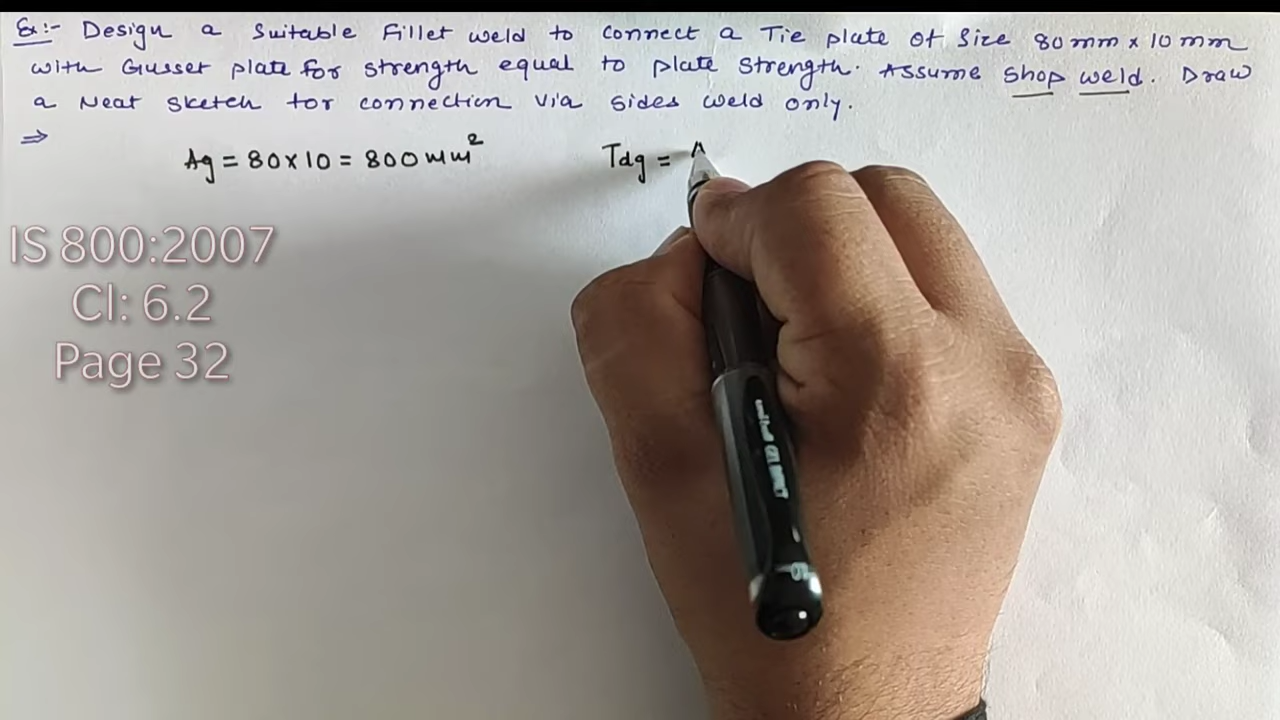 Ex:- Design a Suitable Fillet weld to connect a Tie plate of Size 80mm x 10mm
with Gusset plate for strength equal to plate strength. Assume shop weld. Draw
a Neat sketch for connection via sides weld only.
⇒
Ag = 80 x 10 = 800 mm² Tdg = A
IS 800:2007
Cl: 6.2
Page 32